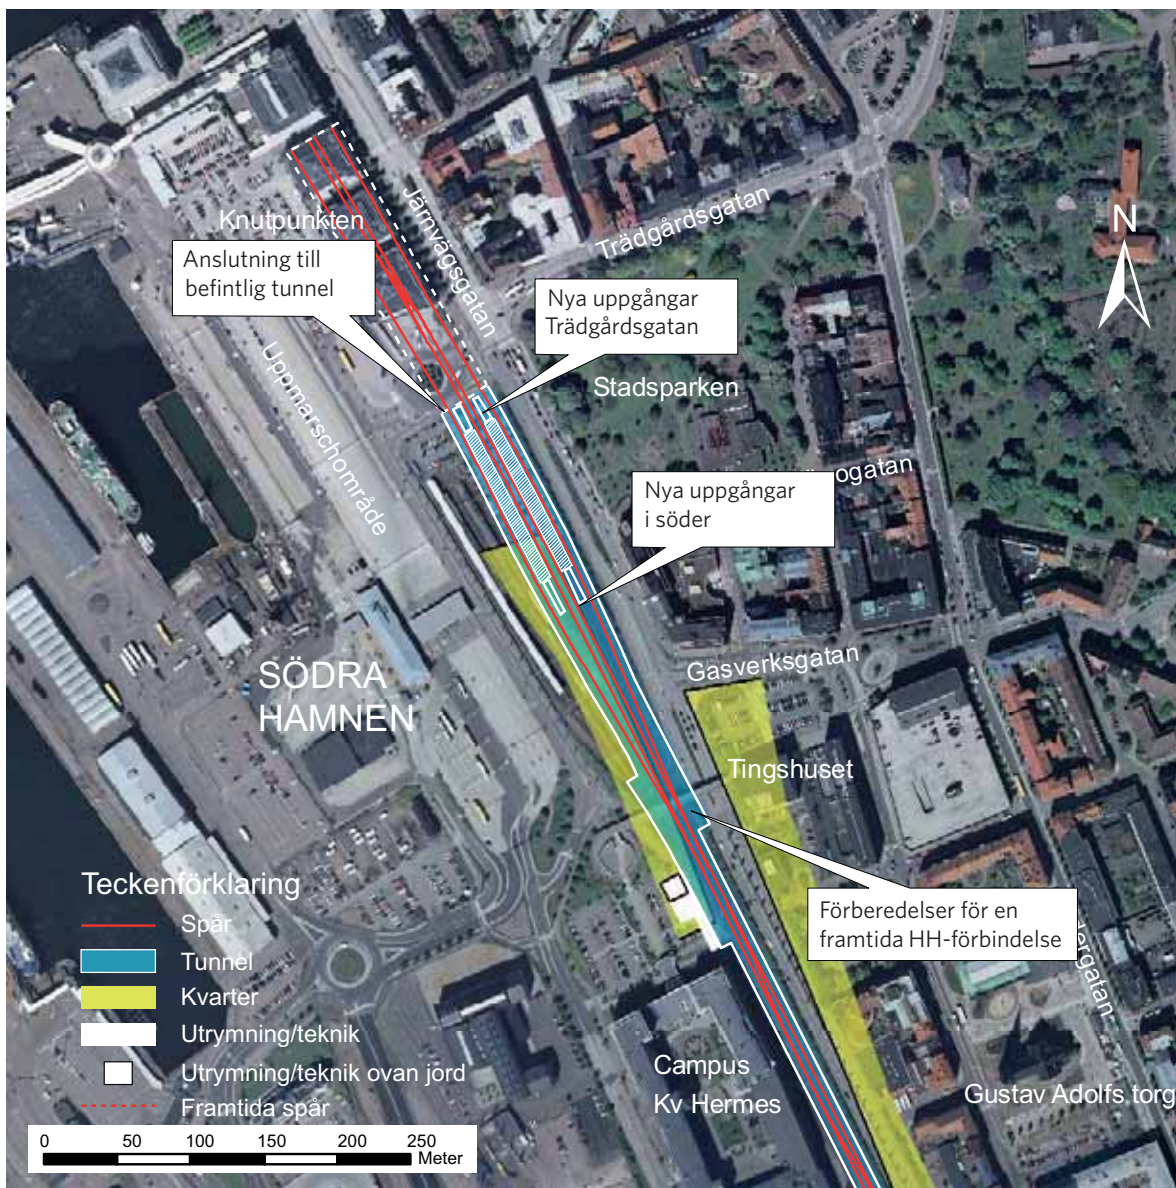 Järnvägsgatan
Trädgårdsgatan
Knutpunkten
N
Anslutning till
befintlig tunnel
Nya uppgångar
Trädgårdsgatan
Uppmarschområde
Stadsparken
ogatan
Nya uppgångar
i söder
Gasverksgatan
SÖDRA
HAMNEN
Tingshuset
Förberedelser för en
framtida HH-förbindelse
dergatan
Teckenförklaring
Spår
Tunnel
Kvarter
Utrymning/teknik
Utrymning/teknik ovan jord
Framtida spår
Campus
Kv Hermes
Gustav Adolfs torg
0 50 100 150 200 250
Meter